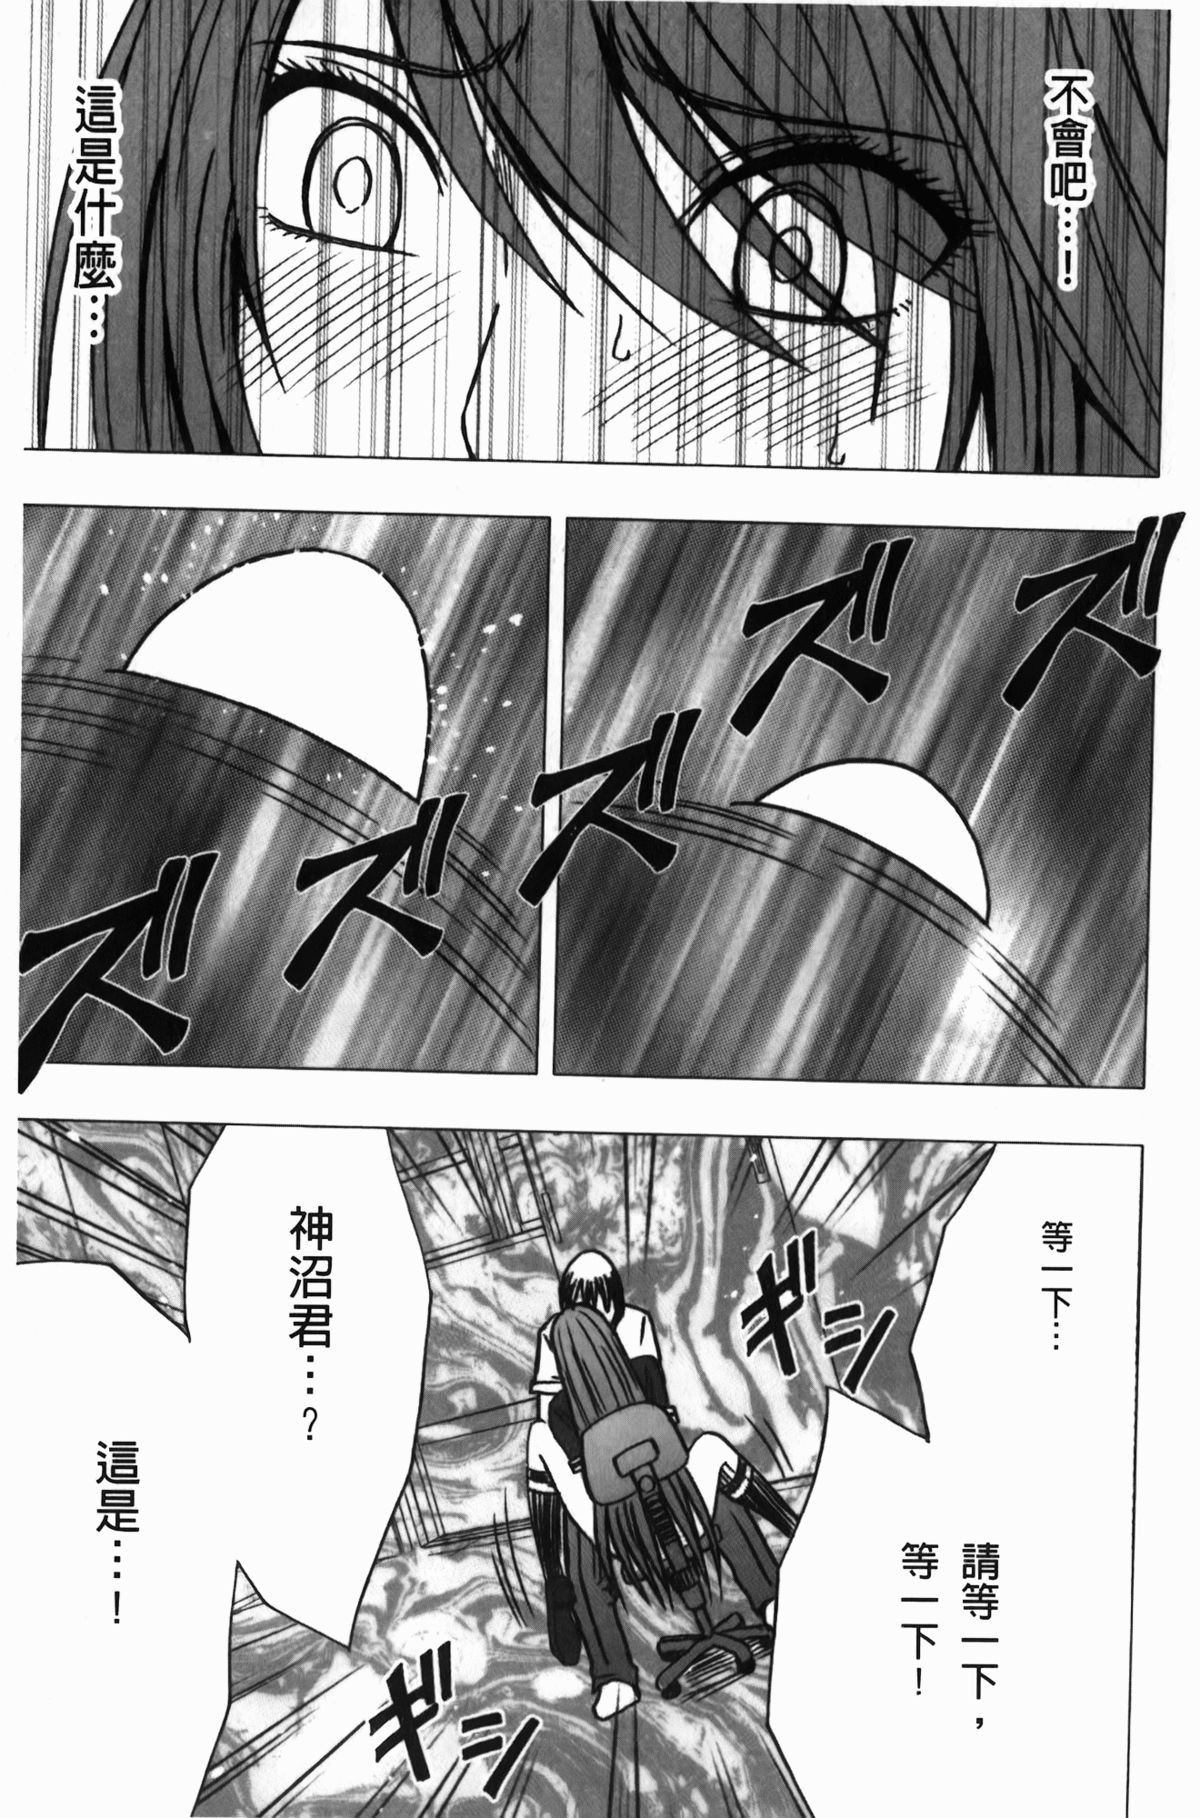 不會吧…！
這是什麼…
ズ
ズ
ズ
ズ
ズ
等一下…
請等一下，
等一下！
ギシ
神沼君…？
這是…！
ギシ